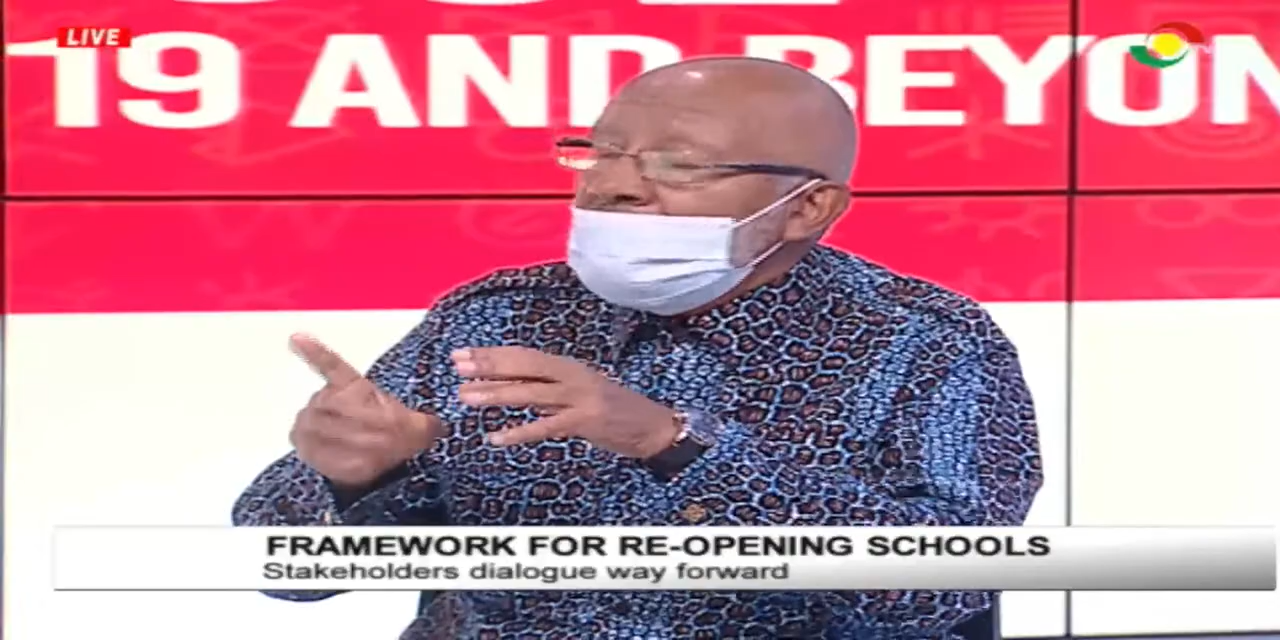 LIVE
19 AND BEYON
FRAMEWORK FOR RE-OPENING SCHOOLS
Stakeholders dialogue way forward